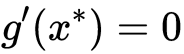 g′(x*) = 0